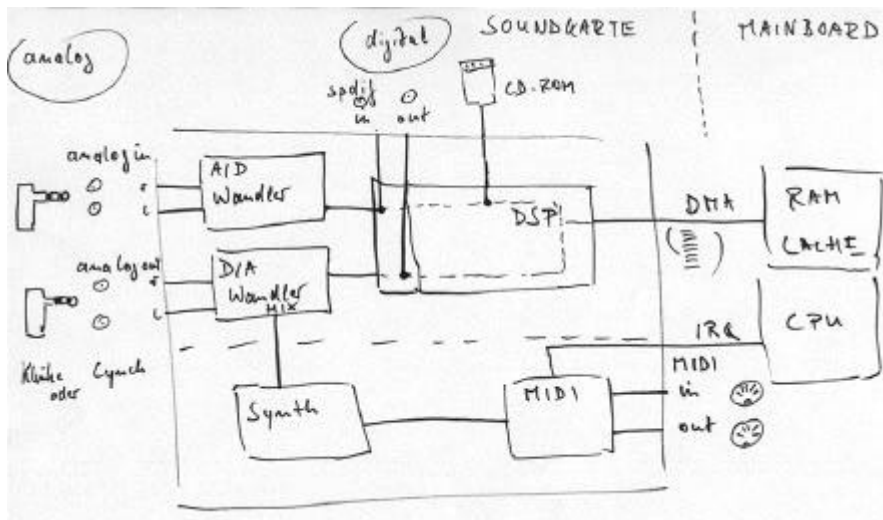 analog
digital
SOUNDKARTE
MAINBOARD
spdif
in out
CD-ROM
analog in
r
l
A/D
Wandler
DSP
DMA
RAM
CACHE
analog out
r
l
D/A
Wandler
MIX
IRQ
CPU
oder
Cynch
Synth
MIDI
MIDI
in
out